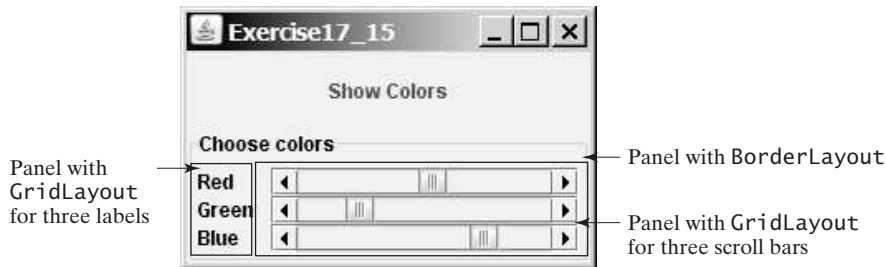 Exercise17_15
Show Colors
Choose colors
Panel with
GridLayout
for three labels
Red
Green
Blue
Panel with BorderLayout
Panel with GridLayout
for three scroll bars